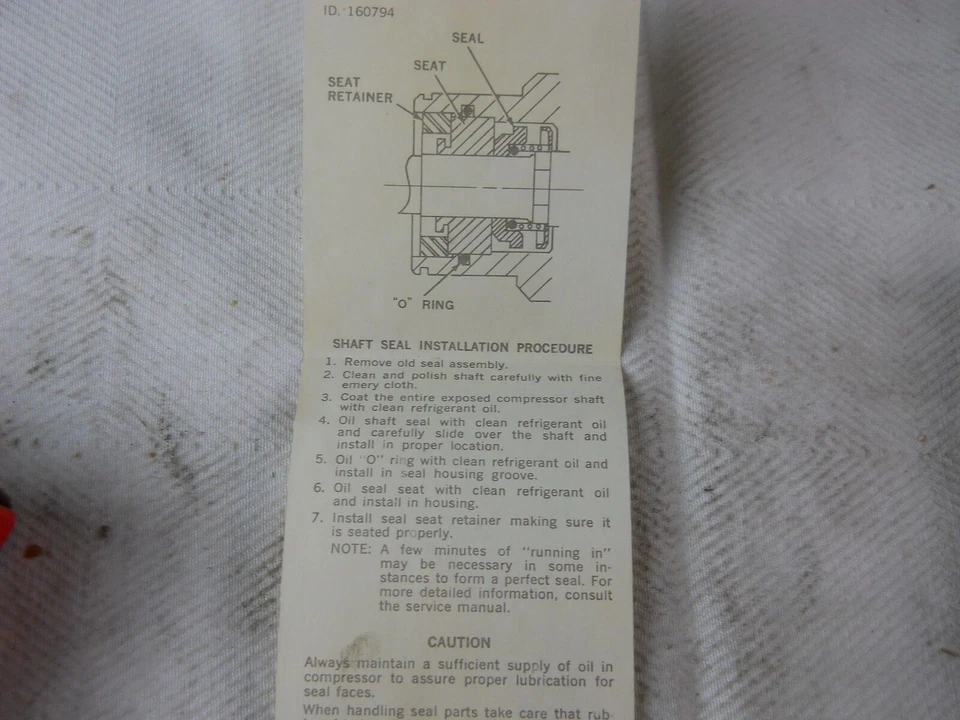 ID. 160794
SEAL
SEAT
SEAT
RETAINER
"O" RING
SHAFT SEAL INSTALLATION PROCEDURE
1. Remove old seal assembly.
2. Clean and polish shaft carefully with fine
emery cloth.
3. Coat the entire exposed compressor shaft
with clean refrigerant oil.
4. Oil shaft seal with clean refrigerant oil
and carefully slide over the shaft and
install in proper location.
5. Oil "O" ring with clean refrigerant oil and
install in seal housing groove.
6. Oil seal seat with clean refrigerant oil
and install in housing.
7. Install seal seat retainer making sure it
is seated properly.
NOTE: A few minutes of "running in"
may be necessary in some in-
stances to form a perfect seal. For
more detailed information, consult
the service manual.
CAUTION
Always maintain a sufficient supply of oil in
compressor to assure proper lubrication for
seal faces.
When handling seal parts take care that rub-